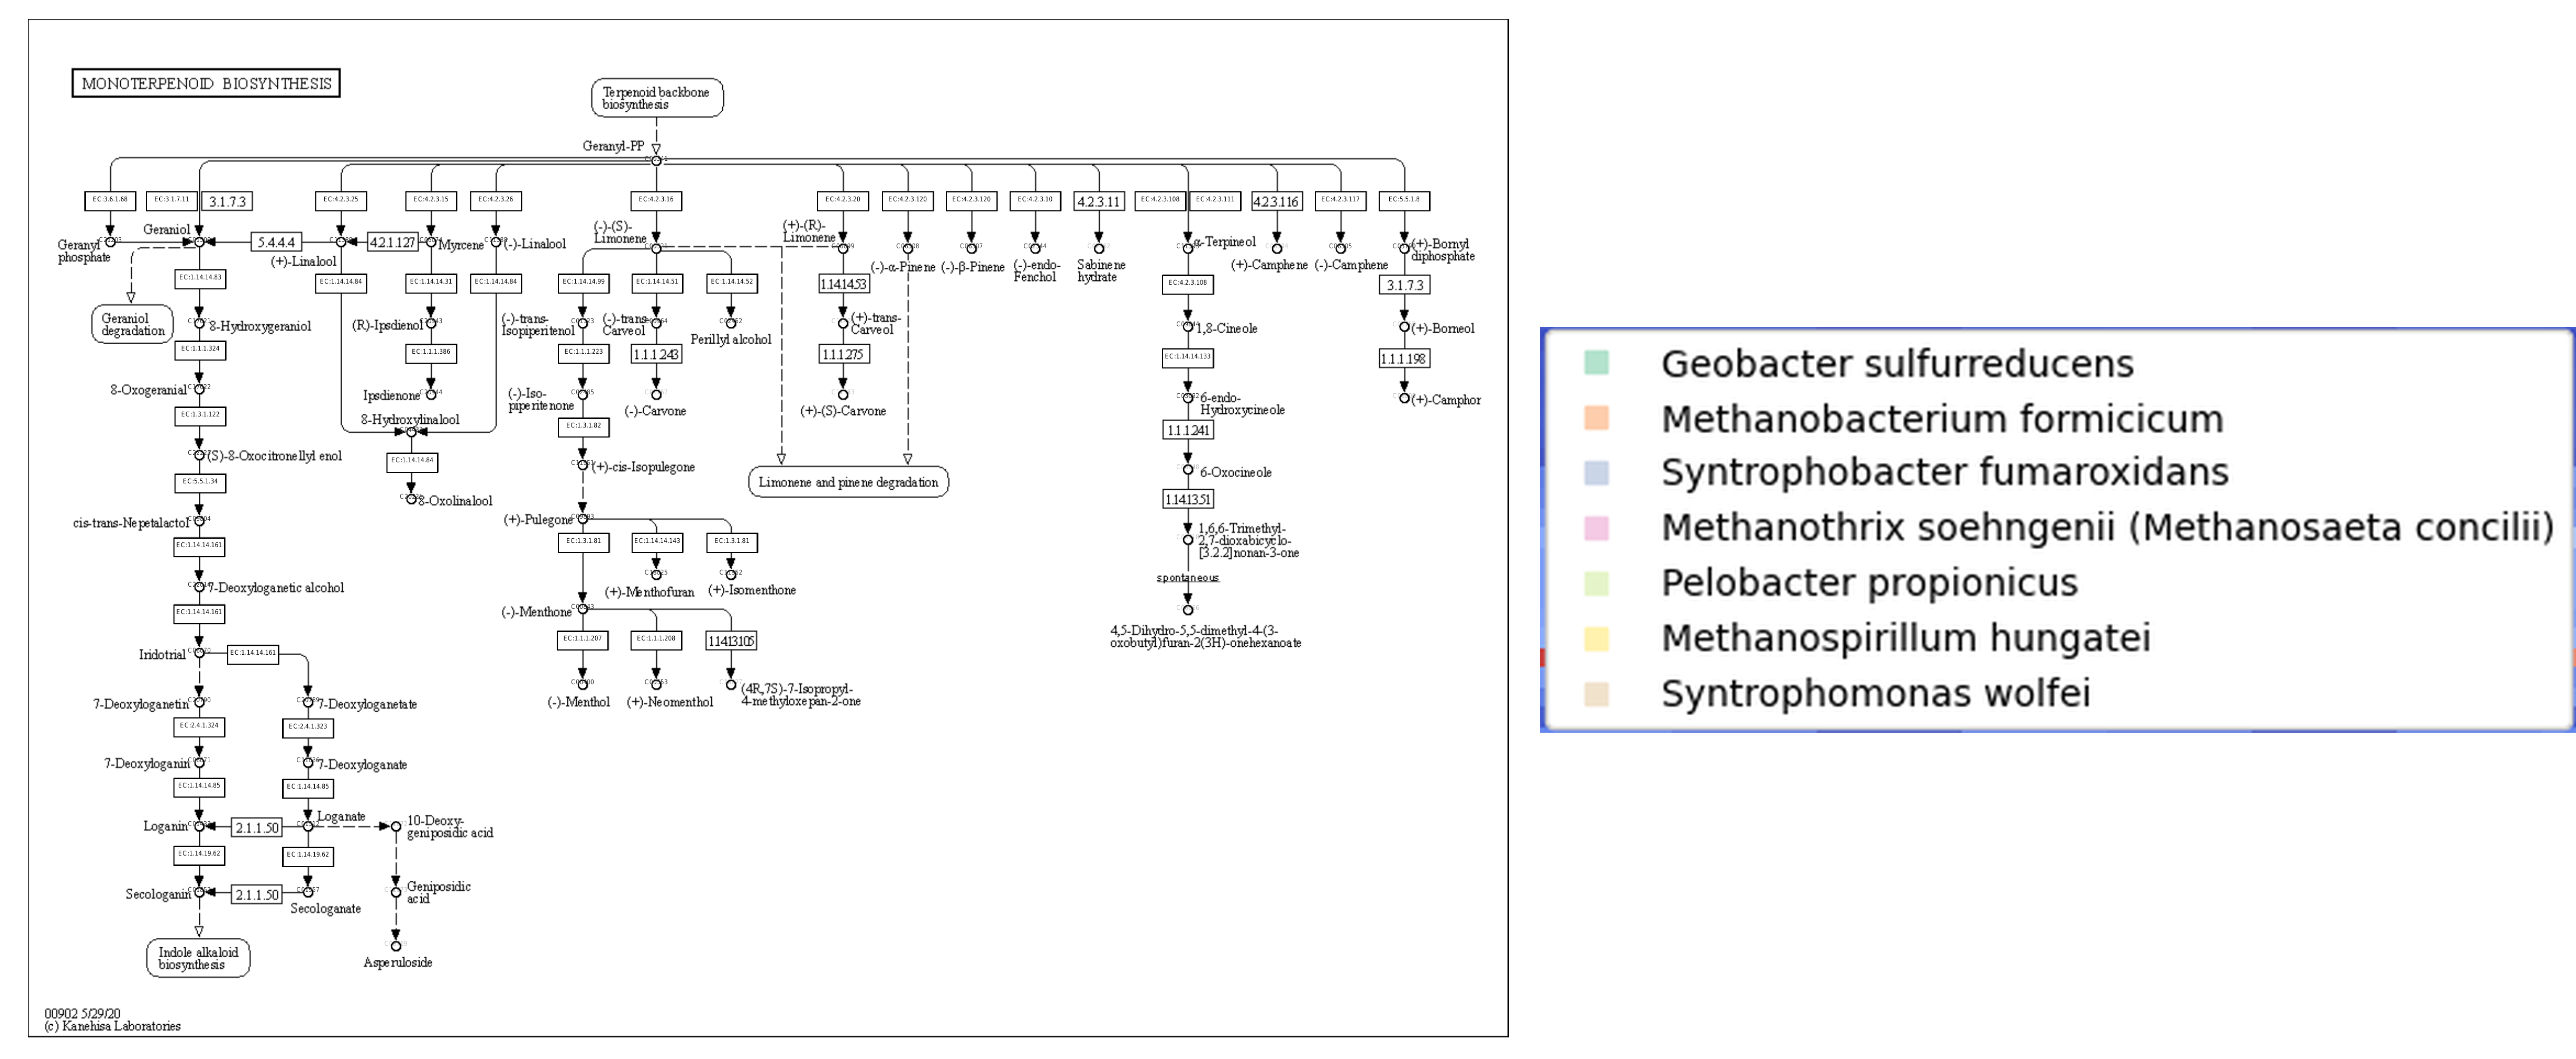 MONOTERPENOID BIOSYNTHESIS
Terpenoid backbone
biosynthesis
Geranyl-PP
EC:3.6.1.68
EC:3.1.7.11
3.1.7.3
EC:4.2.3.25
EC:4.2.3.15
EC:4.2.3.26
EC:4.2.3.16
EC:4.2.3.20
EC:4.2.3.120
EC:4.2.3.120
EC:4.2.3.10
4.2.3.11
EC:4.2.3.108
EC:4.2.3.111
4.2.3.116
EC:4.2.3.117
EC:5.5.1.8
Geranyl
phosphate
Geraniol
5.4.4.4
(+)-Linalool
4.2.1.127
Myrcene
(-)-Linalool
(-)-(S)-
Limonene
(+)-(R)-
Limonene
(-)-α-Pinene
(-)-β-Pinene
(-)-endo-
Fenchol
Sabinene
hydrate
α-Terpineol
(+)-Camphene
(-)-Camphene
(+)-Bornyl
diphosphate
EC:1.14.14.83
EC:1.14.14.84
EC:1.14.14.31
EC:1.14.14.84
EC:1.14.14.99
EC:1.14.14.51
EC:1.14.14.52
1.14.14.53
EC:4.2.3.108
3.1.7.3
Geraniol
degradation
8-Hydroxygeraniol
(R)-Ipsdienol
(-)-trans-
Isopiperitenol
(-)-trans-
Carveol
Perillyl alcohol
(+)-trans-
Carveol
1,8-Cineole
(+)-Borneol
EC:1.1.1.324
EC:1.1.1.386
EC:1.1.1.223
1.1.1.243
1.1.1.275
EC:1.14.14.133
1.1.1.198
8-Oxogeranial
Ipsdienone
(-)-Iso-
piperitenone
(-)-Carvone
(+)-(S)-Carvone
6-endo-
Hydroxycineole
(+)-Camphor
EC:1.3.1.122
8-Hydroxylinalool
EC:1.3.1.82
1.1.1.241
(S)-8-Oxocitronellyl enol
EC:1.14.14.84
(+)-cis-Isopulegone
Limonene and pinene degradation
6-Oxocineole
EC:5.5.1.34
8-Oxolinalool
1.14.13.51
cis-trans-Nepetalactol
(+)-Pulegone
1,6,6-Trimethyl-
2,7-dioxabicyclo-
[3.2.2]nonan-3-one
EC:1.14.14.161
EC:1.3.1.81
EC:1.14.14.143
EC:1.3.1.81
spontaneous
7-Deoxyloganetic alcohol
(+)-Menthofuran
(+)-Isomenthone
EC:1.14.14.161
(-)-Menthone
4,5-Dihydro-5,5-dimethyl-4-(3-
oxobutyl)furan-2(3H)-onehexanoate
Iridotrial
EC:1.14.14.161
EC:1.1.1.207
EC:1.1.1.208
1.14.13.105
7-Deoxyloganetin
7-Deoxyloganetate
(-)-Menthol
(+)-Neomenthol
(4R,7S)-7-Isopropyl-
4-methyloxepan-2-one
EC:2.4.1.324
EC:2.4.1.323
7-Deoxyloganin
7-Deoxyloganate
EC:1.14.14.85
EC:1.14.14.85
Loganin
2.1.1.50
Loganate
10-Deoxy-
geniposidic acid
EC:1.14.19.62
EC:1.14.19.62
Secologanin
2.1.1.50
Secologanate
Geniposidic
acid
Indole alkaloid
biosynthesis
Asperuloside
00902 5/29/20
(c) Kanehisa Laboratories
Geobacter sulfurreducens
Methanobacterium formicicum
Syntrophobacter fumaroxidans
Methanothrix soehngenii (Methanosaeta concilii)
Pelobacter propionicus
Methanospirillum hungatei
Syntrophomonas wolfei